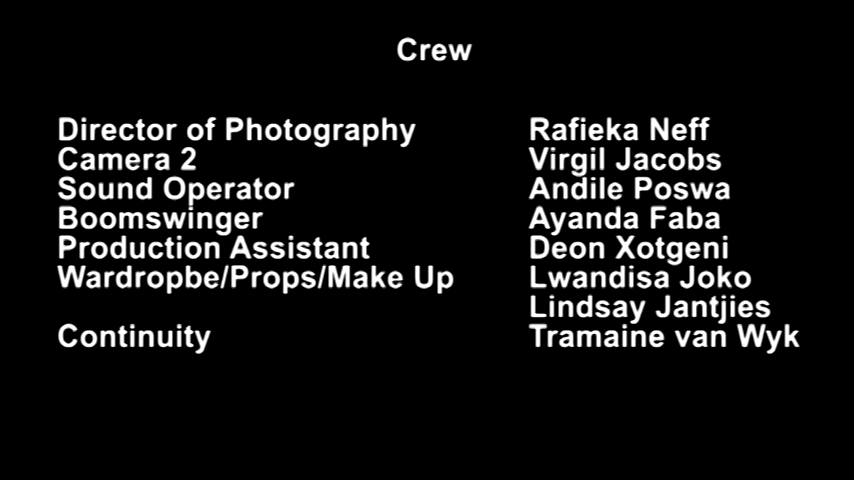 Crew
Director of Photography Rafieka Neff
Camera 2 Virgil Jacobs
Sound Operator Andile Poswa
Boomswinger Ayanda Faba
Production Assistant Deon Xotgeni
Wardropbe/Props/Make Up Lwandisa Joko
Lindsay Jantjies
Continuity Tramaine van Wyk